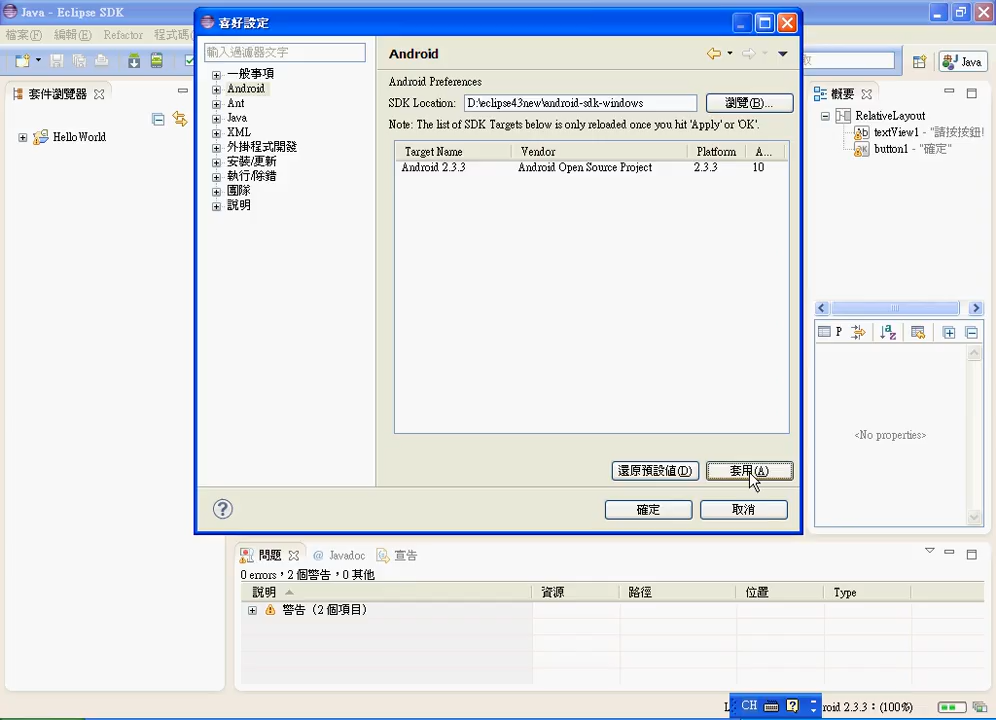 Java - Eclipse SDK
檔案(F) 編輯(E) Refactor 程式碼(
Java
套件瀏覽器
HelloWorld
喜好設定
輸入過濾器文字
一般事項
Android
Ant
Java
XML
外掛程式開發
安裝/更新
執行/除錯
團隊
說明
Android
Android Preferences
SDK Location: D:\eclipse43new\android-sdk-windows 瀏覽(B)...
Note: The list of SDK Targets below is only reloaded once you hit 'Apply' or 'OK'.
Target Name Vendor Platform A...
Android 2.3.3 Android Open Source Project 2.3.3 10
還原預設值(D) 套用(A)
確定 取消
概要
RelativeLayout
textView1 - "請按按鈕!
button1 - "確定"
P
<No properties>
問題 @ Javadoc 宣告
0 errors，2 個警告，0 其他
說明 資源 路徑 位置 Type
警告（2 個項目）
CH
roid 2.3.3：(100%)